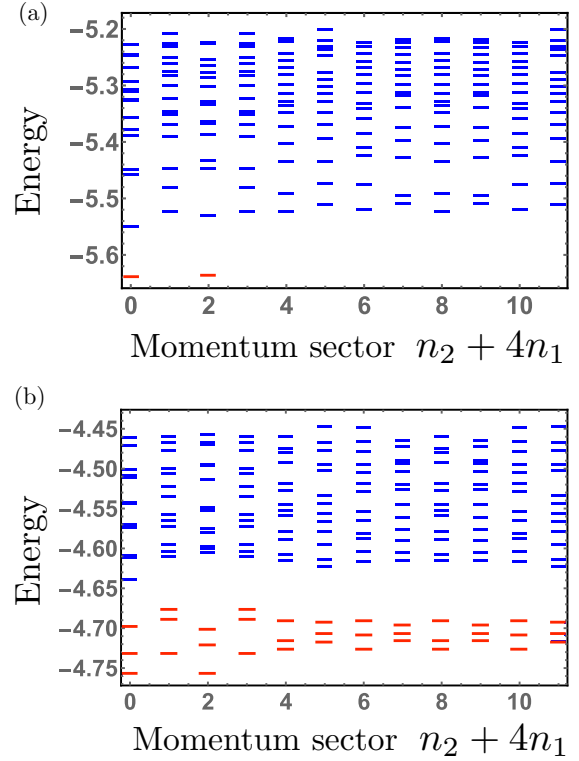 (a)
−5.2
−5.3
−5.4
−5.5
−5.6
Energy
0 2 4 6 8 10
Momentum sector n₂ + 4n₁
(b)
−4.45
−4.50
−4.55
−4.60
−4.65
−4.70
−4.75
Energy
0 2 4 6 8 10
Momentum sector n₂ + 4n₁